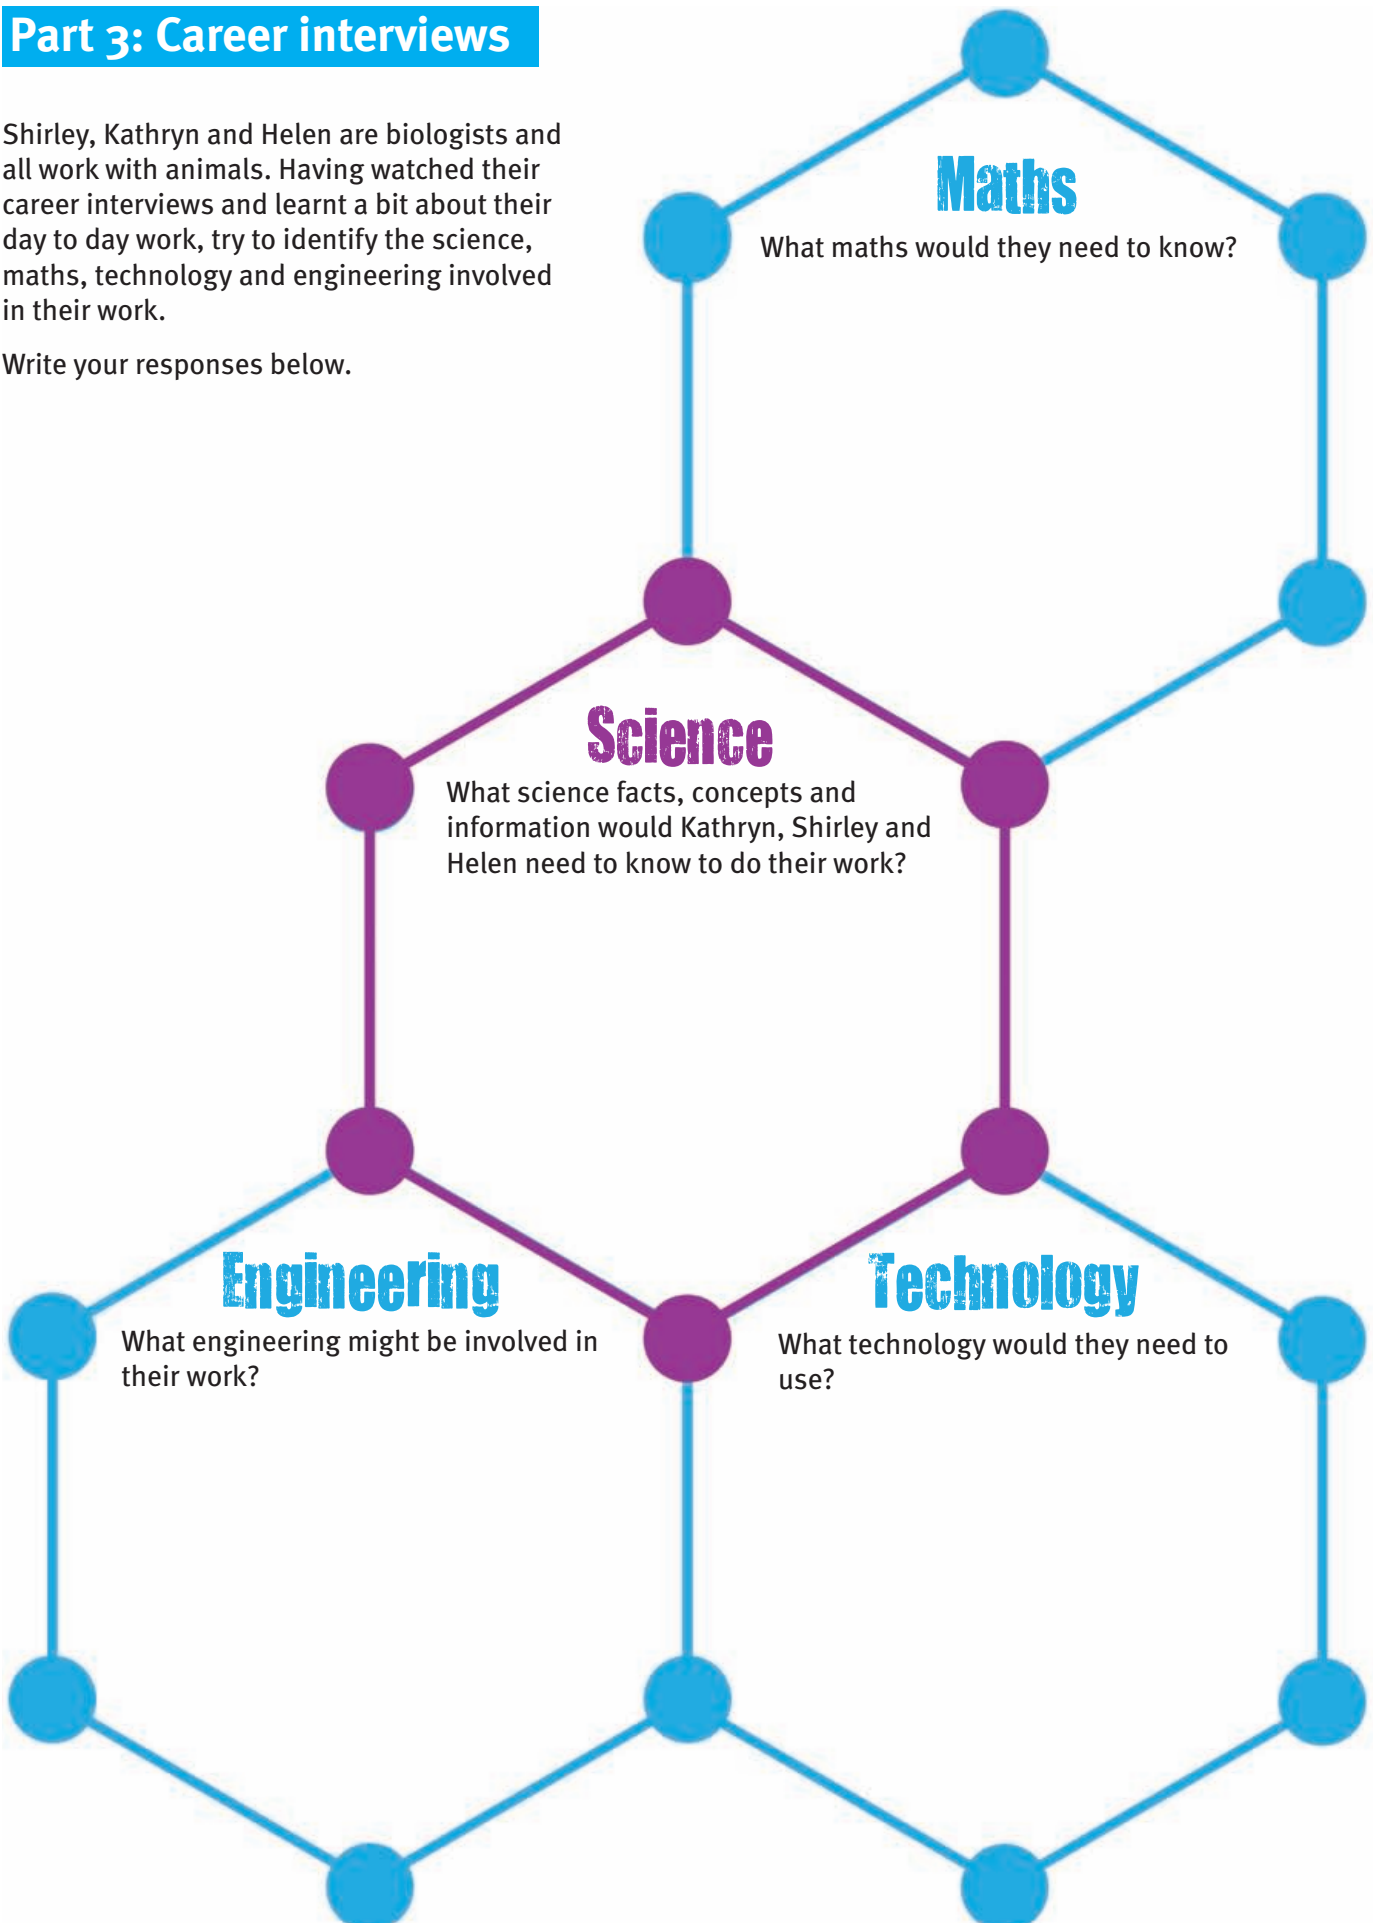 Part 3: Career interviews
Shirley, Kathryn and Helen are biologists and
all work with animals. Having watched their
career interviews and learnt a bit about their
day to day work, try to identify the science,
maths, technology and engineering involved
in their work.
Write your responses below.
Maths
What maths would they need to know?
Science
What science facts, concepts and
information would Kathryn, Shirley and
Helen need to know to do their work?
Engineering
What engineering might be involved in
their work?
Technology
What technology would they need to
use?